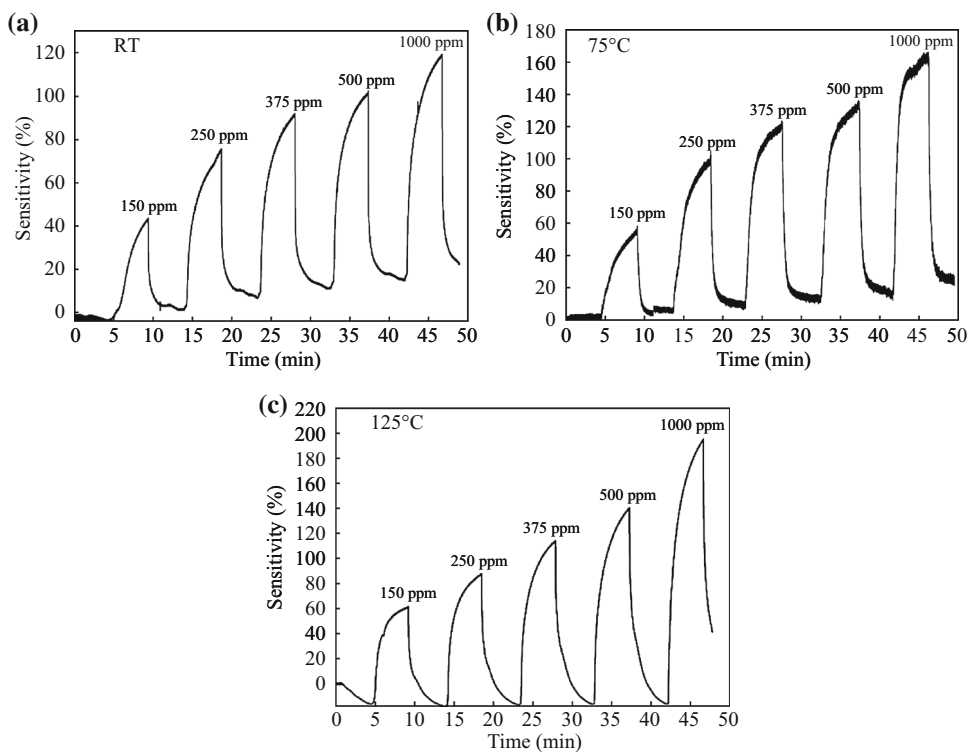 (a)
RT
1000 ppm
500 ppm
375 ppm
250 ppm
150 ppm
120
100
80
60
40
20
0
Sensitivity (%)
0 5 10 15 20 25 30 35 40 45 50
Time (min)
(b)
75°C
1000 ppm
500 ppm
375 ppm
250 ppm
150 ppm
180
160
140
120
100
80
60
40
20
0
Sensitivity (%)
0 5 10 15 20 25 30 35 40 45 50
Time (min)
(c)
125°C
1000 ppm
500 ppm
375 ppm
250 ppm
150 ppm
220
200
180
160
140
120
100
80
60
40
20
0
Sensitivity (%)
0 5 10 15 20 25 30 35 40 45 50
Time (min)